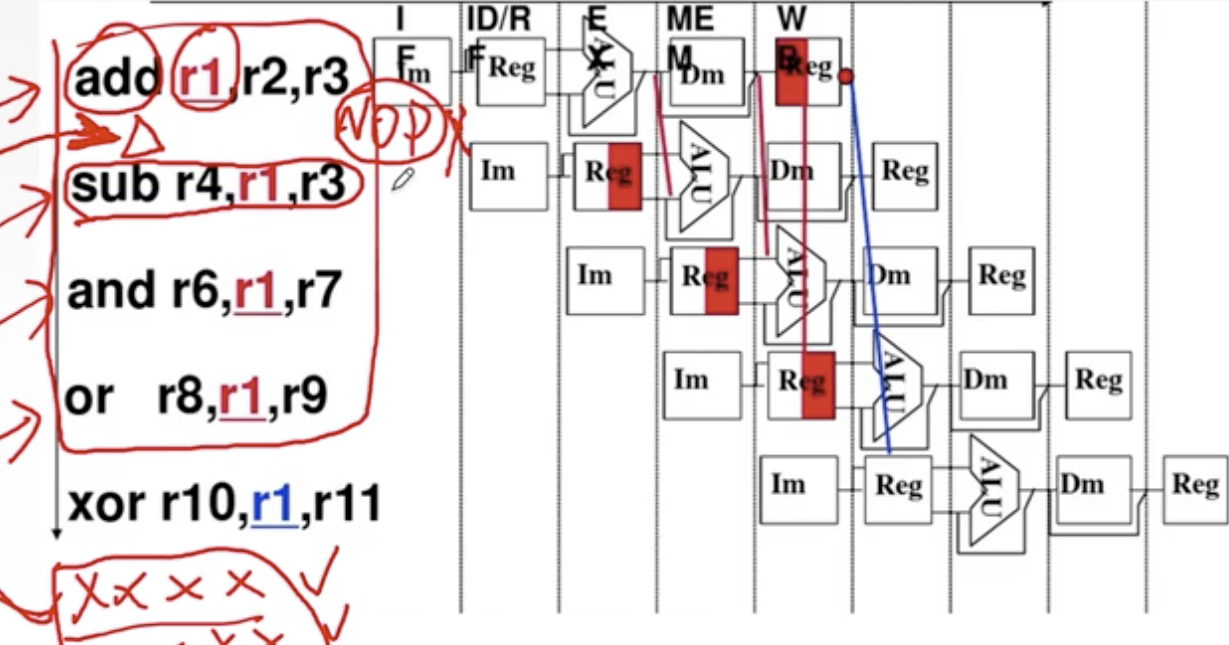 IF ID/RF EX MEM WB
add r1,r2,r3 Im Reg ALU Dm Reg
NOP
sub r4,r1,r3 Im Reg ALU Dm Reg
and r6,r1,r7 Im Reg ALU Dm Reg
or r8,r1,r9 Im Reg ALU Dm Reg
xor r10,r1,r11 Im Reg ALU Dm Reg
X X X X
X X